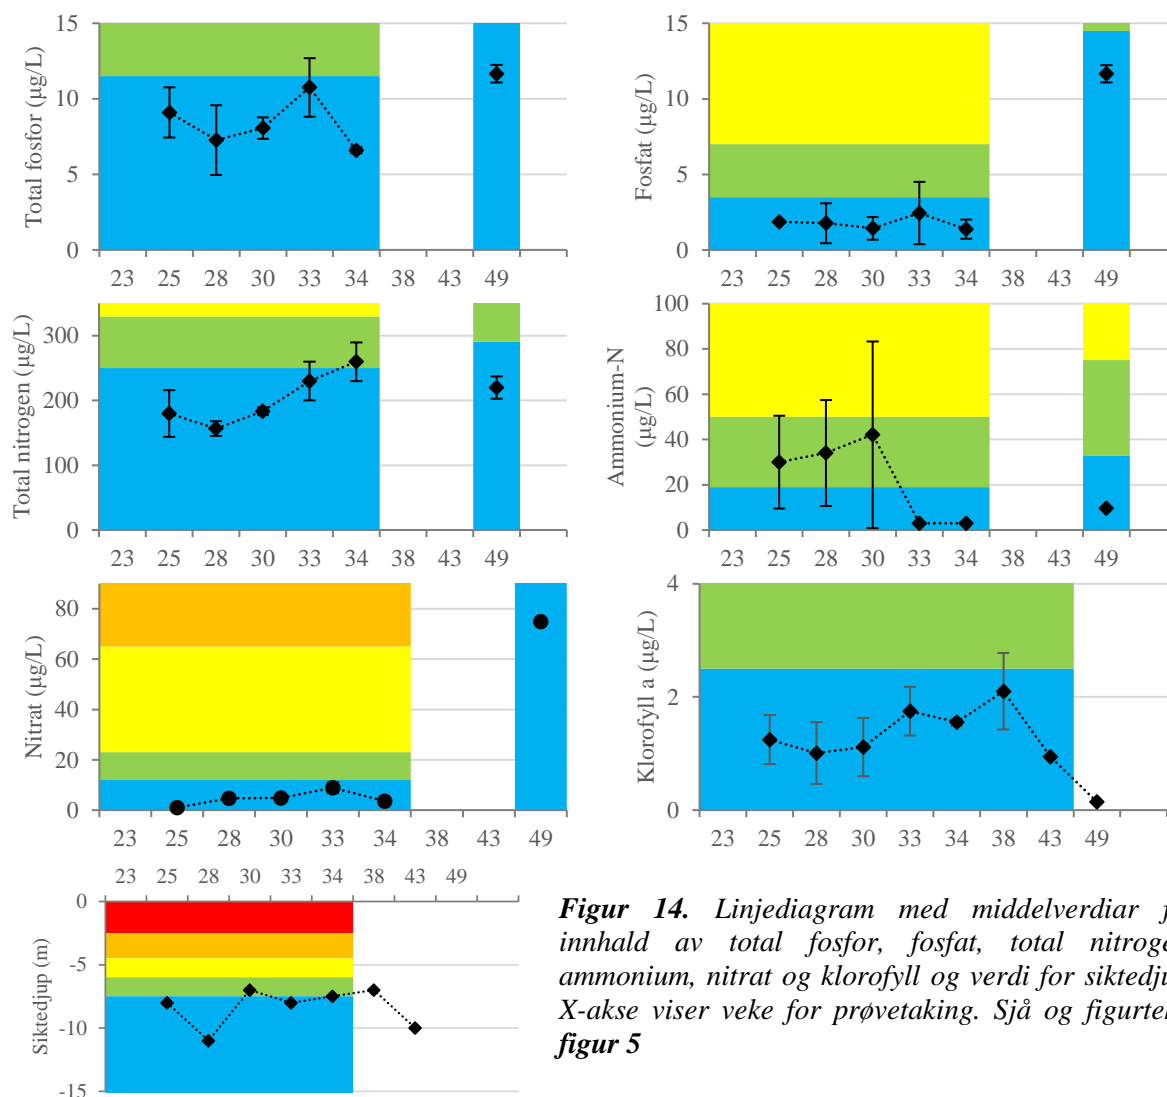 Total fosfor (µg/L)
15
10
5
0
23 25 28 30 33 34 38 43 49
Fosfat (µg/L)
15
10
5
0
23 25 28 30 33 34 38 43 49
Total nitrogen (µg/L)
300
200
100
0
23 25 28 30 33 34 38 43 49
Ammonium-N
(µg/L)
100
80
60
40
20
0
23 25 28 30 33 34 38 43 49
Nitrat (µg/L)
80
60
40
20
0
23 25 28 30 33 34 38 43 49
Klorofyll a (µg/L)
4
2
0
23 25 28 30 33 34 38 43 49
Siktedjup (m)
23 25 28 30 33 34 38 43 49
-0
-5
-10
-15
Figur 14. Linjediagram med middelverdiar
innhald av total fosfor, fosfat, total
ammonium, nitrat og klorofyll og verdi for
X-akse viser veke for prøvetaking. Sjå og
figur 5